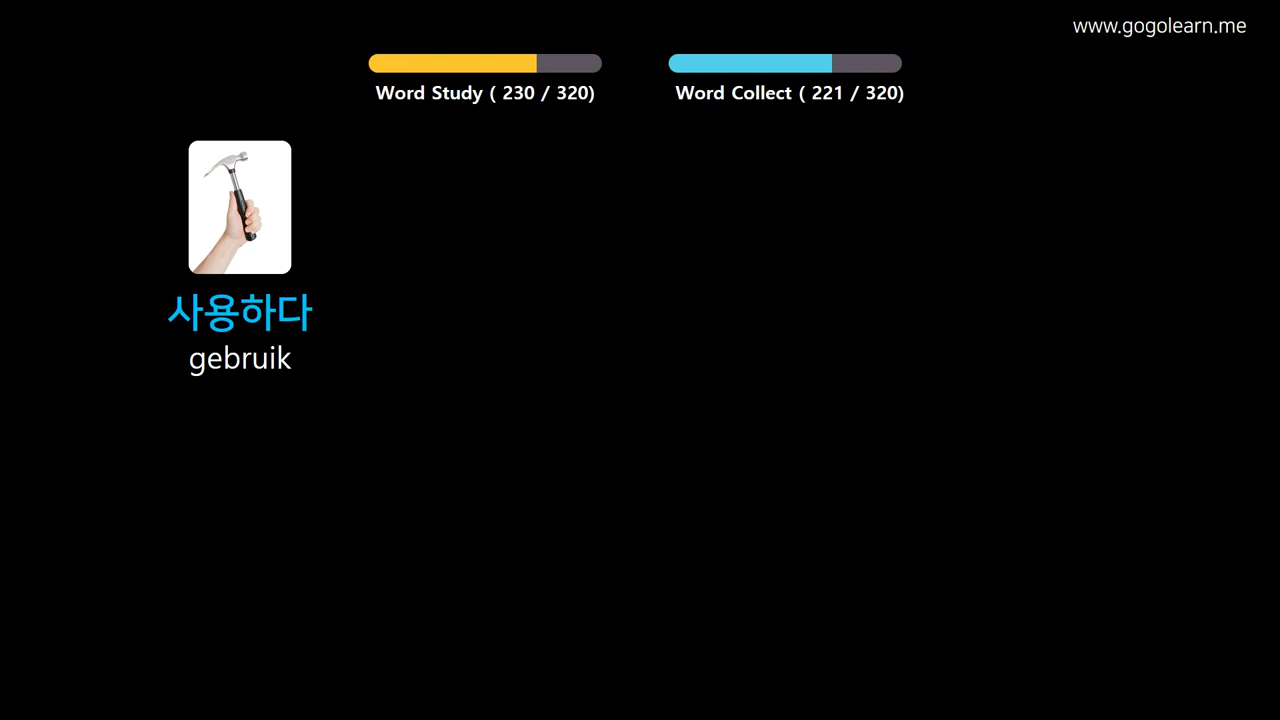 www.gogolearn.me
Word Study ( 230 / 320)
Word Collect ( 221 / 320)
사용하다
gebruik